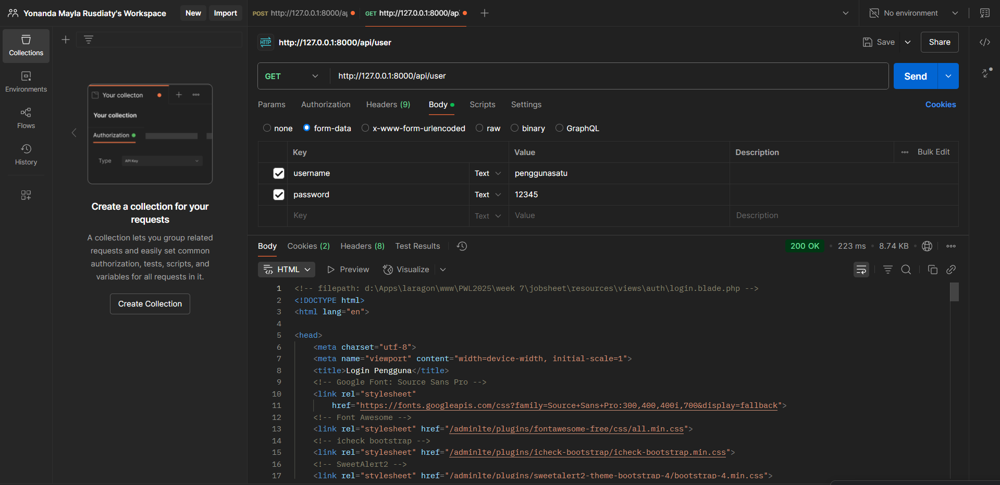 Yonanda Mayla Rusdiaty's Workspace
New
Import
POST http://127.0.0.1:8000/a
GET http://127.0.0.1:8000/ap
No environment
Collections
Environments
Flows
History
Your collecton
Your collection
Authorization
Type
API Key
Create a collection for your
requests
A collection lets you group related
requests and easily set common
authorization, tests, scripts, and
variables for all requests in it.
Create Collection
HTTP
http://127.0.0.1:8000/api/user
Save
Share
GET
http://127.0.0.1:8000/api/user
Send
Params
Authorization
Headers (9)
Body
Scripts
Settings
Cookies
none
form-data
x-www-form-urlencoded
raw
binary
GraphQL
Key
Value
Description
Bulk Edit
username
Text
penggunasatu
password
Text
12345
Key
Text
Value
Description
Body
Cookies (2)
Headers (8)
Test Results
200 OK
223 ms
8.74 KB
HTML
Preview
Visualize
1 <!-- filepath: d:\Apps\laragon\www\PWL2025\week 7\jobsheet\resources\views\auth\login.blade.php -->
2 <!DOCTYPE html>
3 <html lang="en">
4
5 <head>
6 <meta charset="utf-8">
7 <meta name="viewport" content="width=device-width, initial-scale=1">
8 <title>Login Pengguna</title>
9 <!-- Google Font: Source Sans Pro -->
10 <link rel="stylesheet"
11 href="https://fonts.googleapis.com/css?family=Source+Sans+Pro:300,400,400i,700&display=fallback">
12 <!-- Font Awesome -->
13 <link rel="stylesheet" href="/adminlte/plugins/fontawesome-free/css/all.min.css">
14 <!-- icheck bootstrap -->
15 <link rel="stylesheet" href="/adminlte/plugins/icheck-bootstrap/icheck-bootstrap.min.css">
16 <!-- SweetAlert2 -->
17 <link rel="stylesheet" href="/adminlte/plugins/sweetalert2-theme-bootstrap-4/bootstrap-4.min.css">